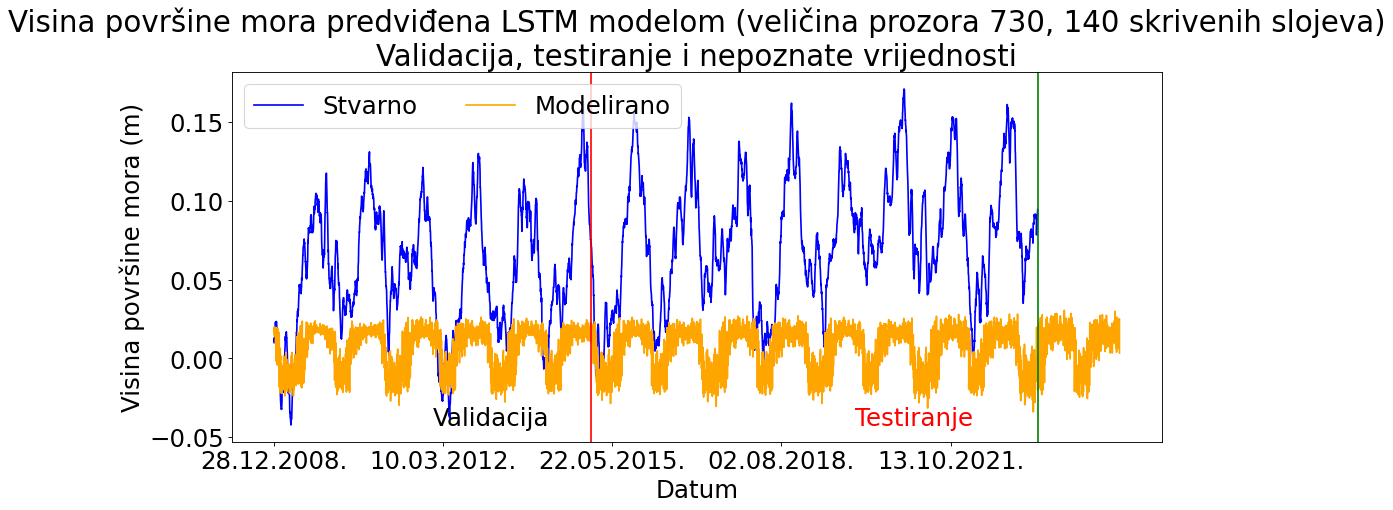 Visina površine mora predviđena LSTM modelom (veličina prozora 730, 140 skrivenih slojeva)
Validacija, testiranje i nepoznate vrijednosti
Stvarno Modelirano
Visina površine mora (m)
0.15
0.10
0.05
0.00
−0.05
Validacija Testiranje
28.12.2008. 10.03.2012. 22.05.2015. 02.08.2018. 13.10.2021.
Datum